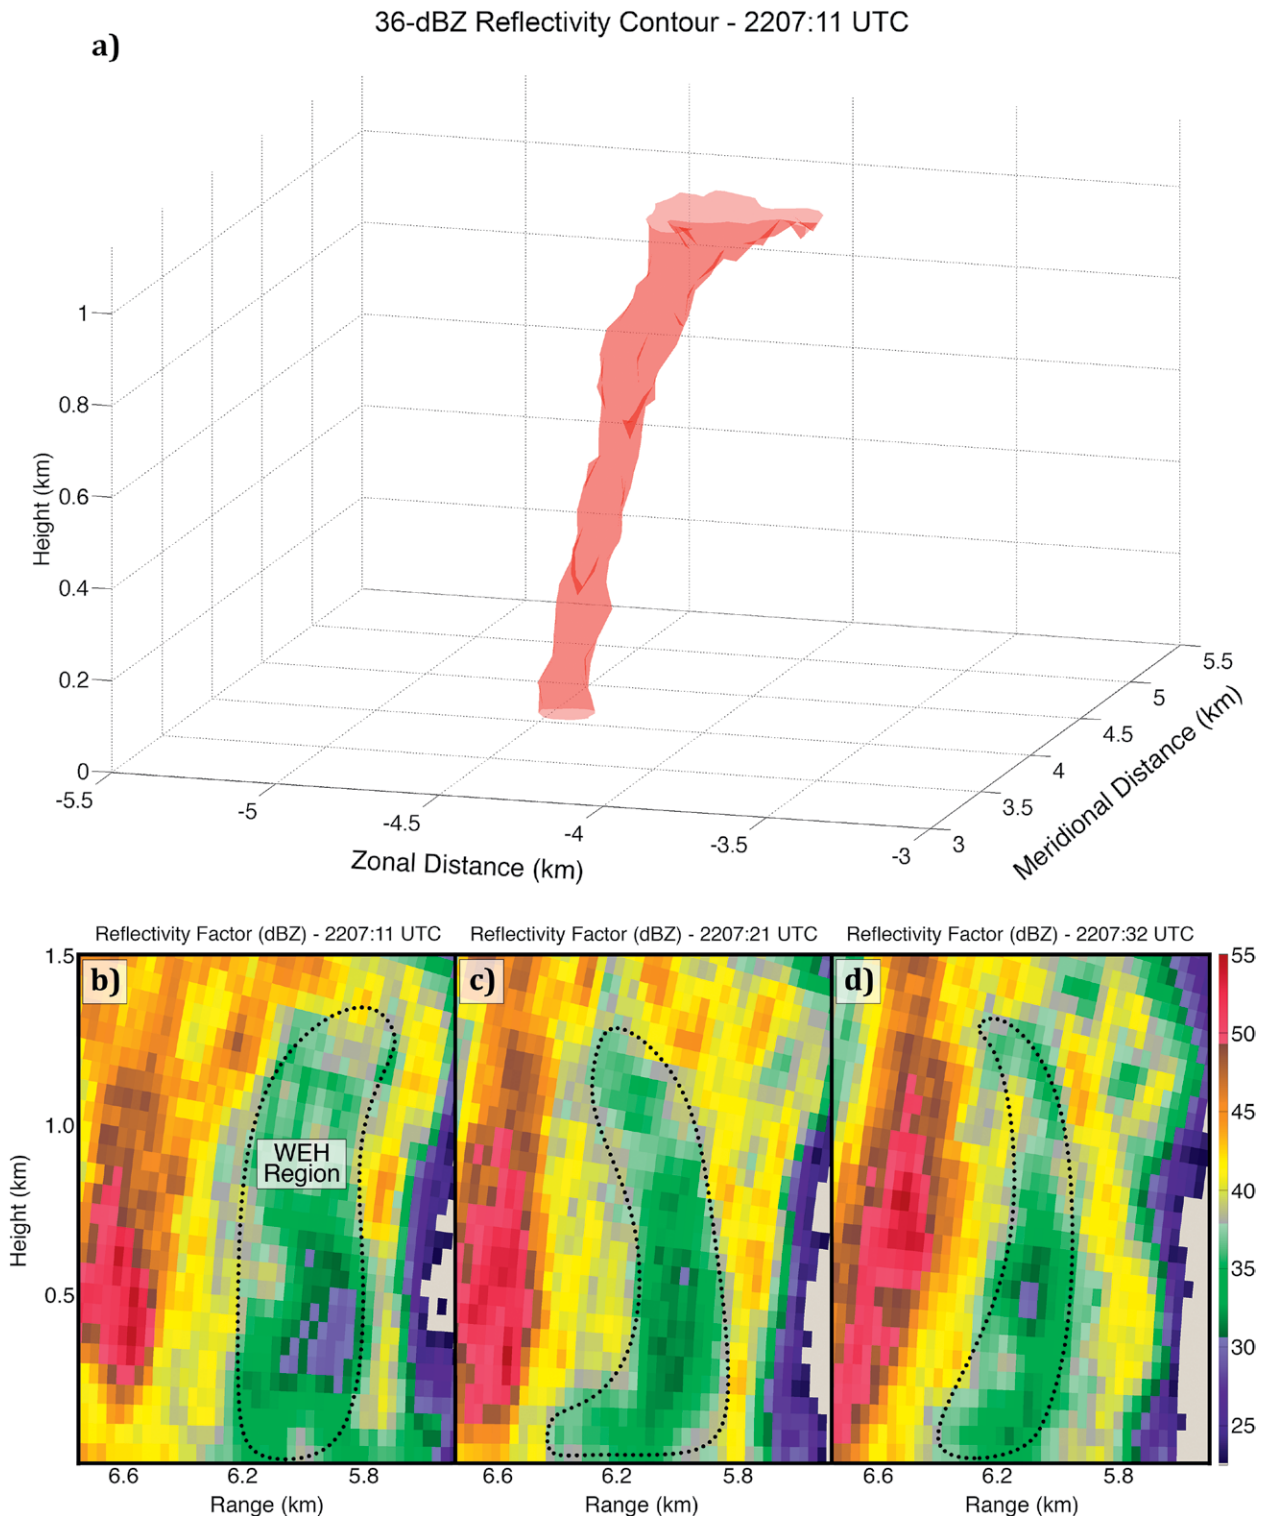 36-dBZ Reflectivity Contour - 2207:11 UTC
a)
1
0.8
0.6
0.4
0.2
0
Height (km)
-5.5
-5
-4.5
-4
-3.5
-3
Zonal Distance (km)
3
3.5
4
4.5
5
5.5
Meridional Distance (km)
Reflectivity Factor (dBZ) - 2207:11 UTC
Reflectivity Factor (dBZ) - 2207:21 UTC
Reflectivity Factor (dBZ) - 2207:32 UTC
b)
c)
d)
WEH
Region
1.5
1.0
0.5
Height (km)
6.6
6.2
5.8
6.6
6.2
5.8
6.6
6.2
5.8
Range (km)
Range (km)
Range (km)
55
50
45
40
35
30
25